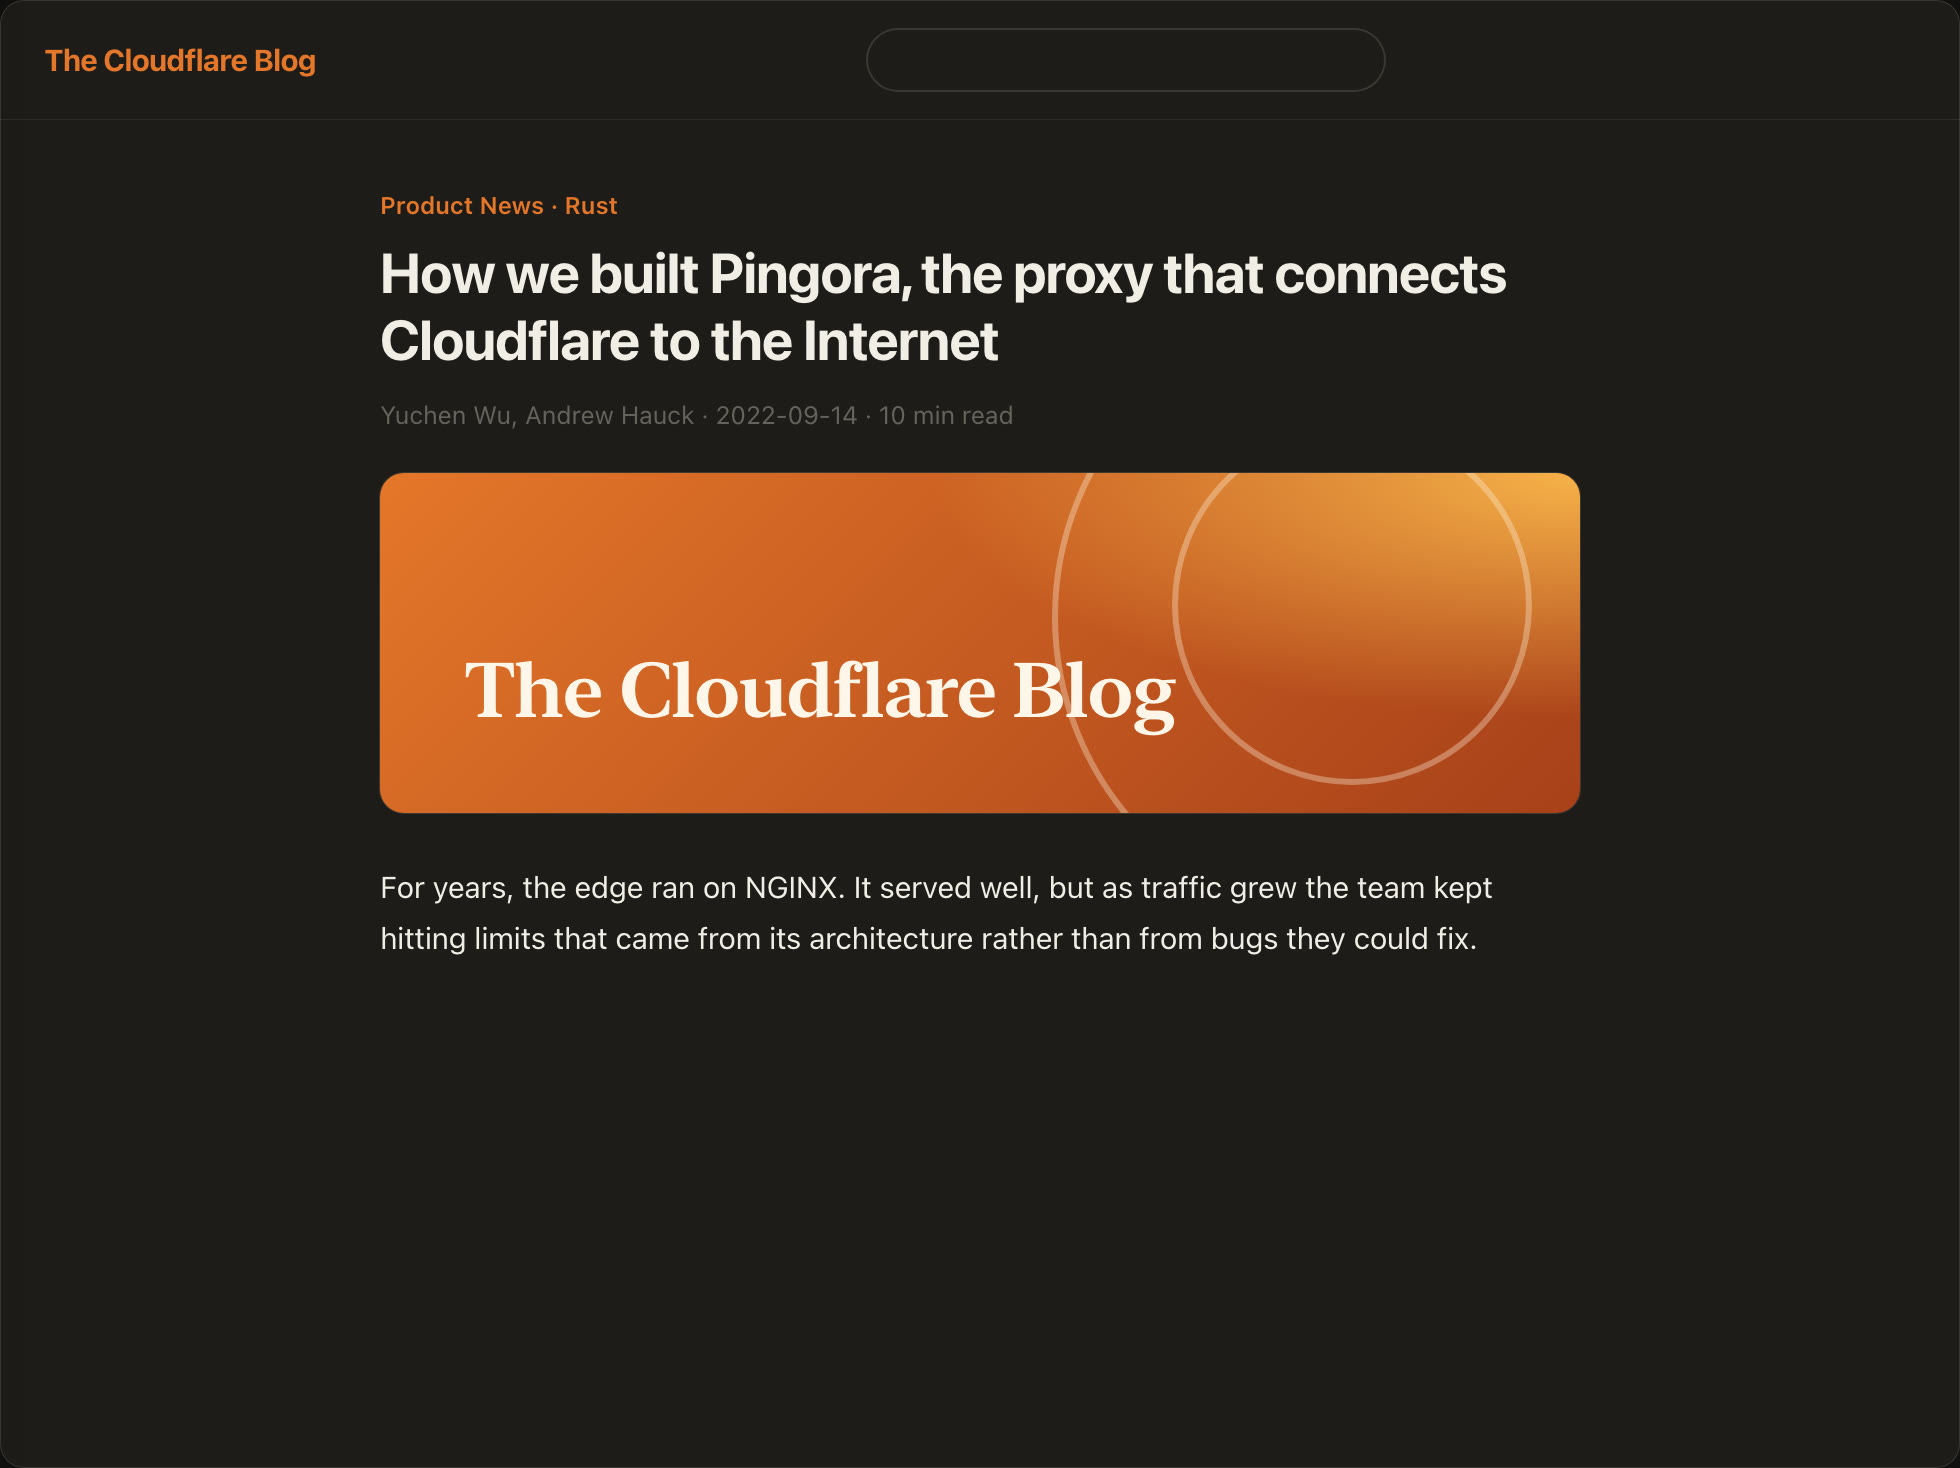 The Cloudflare Blog
Product News · Rust
How we built Pingora, the proxy that connects
Cloudflare to the Internet
Yuchen Wu, Andrew Hauck · 2022-09-14 · 10 min read
The Cloudflare Blog
For years, the edge ran on NGINX. It served well, but as traffic grew the team kept
hitting limits that came from its architecture rather than from bugs they could fix.